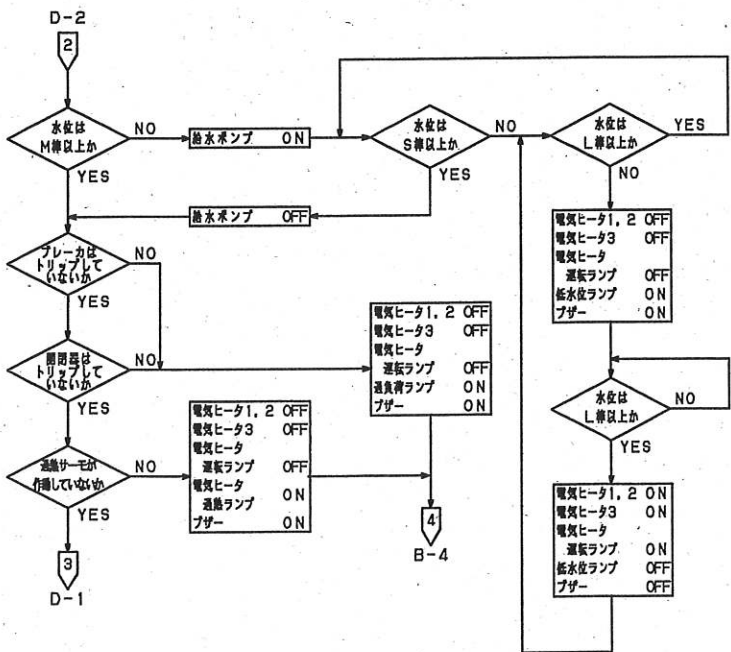 D-2
2
水位は
M棒以上か
NO
YES
給水ポンプ ON
水位は
S棒以上か
NO
YES
水位は
L棒以上か
YES
NO
給水ポンプ OFF
ブレーカは
トリップして
いないか
NO
YES
開閉器は
トリップして
いないか
NO
YES
過熱サーモが
作動していないか
NO
YES
3
D-1
電気ヒータ1, 2 OFF
電気ヒータ3 OFF
電気ヒータ
運転ランプ OFF
電気ヒータ
過熱ランプ ON
ブザー ON
電気ヒータ1, 2 OFF
電気ヒータ3 OFF
電気ヒータ
運転ランプ OFF
過負荷ランプ ON
ブザー ON
4
B-4
電気ヒータ1, 2 OFF
電気ヒータ3 OFF
電気ヒータ
運転ランプ OFF
低水位ランプ ON
ブザー ON
水位は
L棒以上か
NO
YES
電気ヒータ1, 2 ON
電気ヒータ3 ON
電気ヒータ
運転ランプ ON
低水位ランプ OFF
ブザー OFF